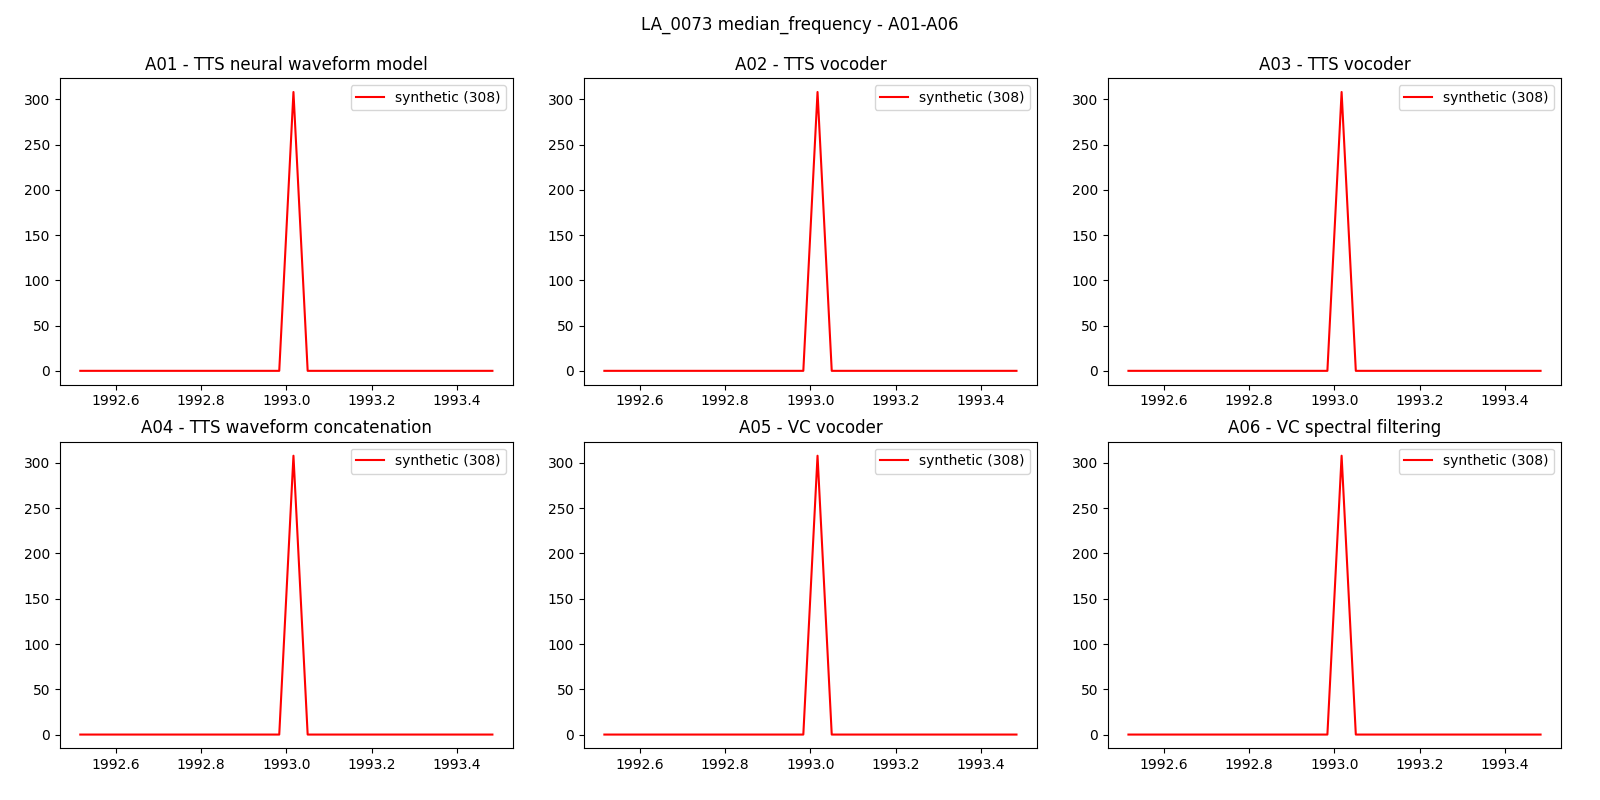 LA_0073 median_frequency - A01-A06
A01 - TTS neural waveform model
synthetic (308)
300
250
200
150
100
50
0
1992.6 1992.8 1993.0 1993.2 1993.4
A02 - TTS vocoder
synthetic (308)
300
250
200
150
100
50
0
1992.6 1992.8 1993.0 1993.2 1993.4
A03 - TTS vocoder
synthetic (308)
300
250
200
150
100
50
0
1992.6 1992.8 1993.0 1993.2 1993.4
A04 - TTS waveform concatenation
synthetic (308)
300
250
200
150
100
50
0
1992.6 1992.8 1993.0 1993.2 1993.4
A05 - VC vocoder
synthetic (308)
300
250
200
150
100
50
0
1992.6 1992.8 1993.0 1993.2 1993.4
A06 - VC spectral filtering
synthetic (308)
300
250
200
150
100
50
0
1992.6 1992.8 1993.0 1993.2 1993.4